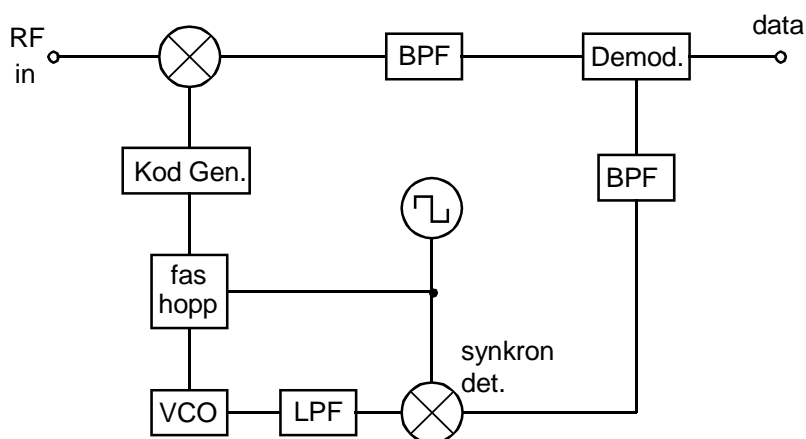 RF
in
BPF
Demod.
data
Kod Gen.
BPF
fas
hopp
synkron
det.
VCO
LPF